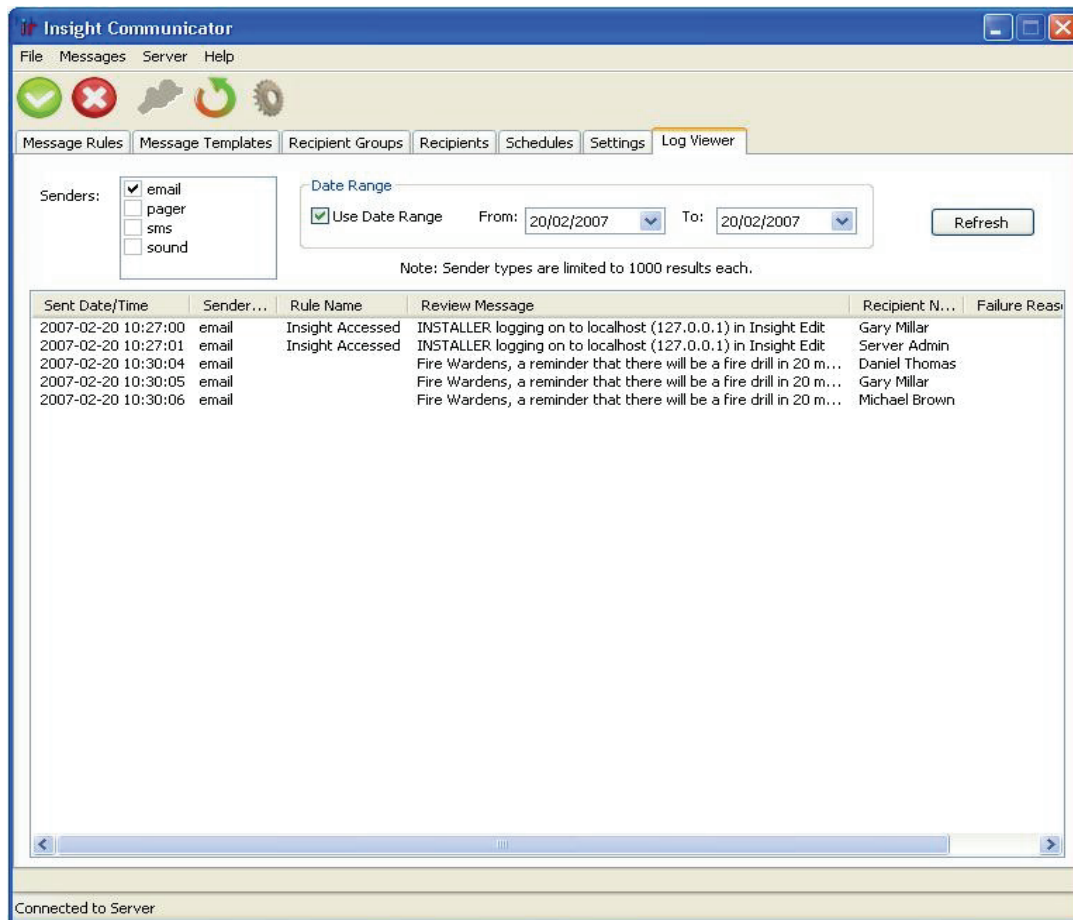 Insight Communicator
File Messages Server Help
Message Rules Message Templates Recipient Groups Recipients Schedules Settings Log Viewer
Senders:
email
pager
sms
sound
Date Range
Use Date Range From: 20/02/2007 To: 20/02/2007
Refresh
Note: Sender types are limited to 1000 results each.
Sent Date/Time Sender... Rule Name Review Message Recipient N... Failure Reas
2007-02-20 10:27:00 email Insight Accessed INSTALLER logging on to localhost (127.0.0.1) in Insight Edit Gary Millar
2007-02-20 10:27:01 email Insight Accessed INSTALLER logging on to localhost (127.0.0.1) in Insight Edit Server Admin
2007-02-20 10:30:04 email Fire Wardens, a reminder that there will be a fire drill in 20 m... Daniel Thomas
2007-02-20 10:30:05 email Fire Wardens, a reminder that there will be a fire drill in 20 m... Gary Millar
2007-02-20 10:30:06 email Fire Wardens, a reminder that there will be a fire drill in 20 m... Michael Brown
Connected to Server